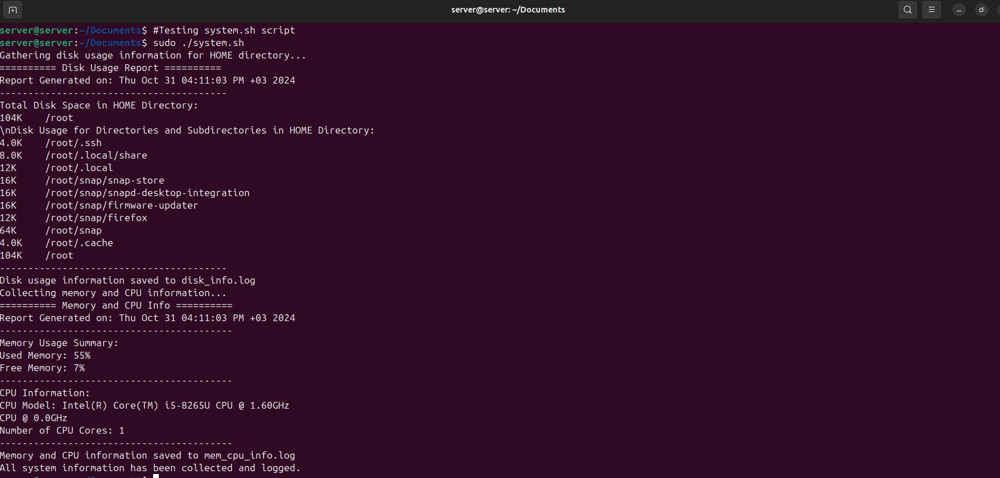 server@server: ~/Documents
server@server:~/Documents$ #Testing system.sh script
server@server:~/Documents$ sudo ./system.sh
Gathering disk usage information for HOME directory...
========== Disk Usage Report ==========
Report Generated on: Thu Oct 31 04:11:03 PM +03 2024
----------------------------------------
Total Disk Space in HOME Directory:
104K    /root
\nDisk Usage for Directories and Subdirectories in HOME Directory:
4.0K    /root/.ssh
8.0K    /root/.local/share
12K     /root/.local
16K     /root/snap/snap-store
16K     /root/snap/snapd-desktop-integration
16K     /root/snap/firmware-updater
12K     /root/snap/firefox
64K     /root/snap
4.0K    /root/.cache
104K    /root
----------------------------------------
Disk usage information saved to disk_info.log
Collecting memory and CPU information...
========== Memory and CPU Info ==========
Report Generated on: Thu Oct 31 04:11:03 PM +03 2024
-----------------------------------------
Memory Usage Summary:
Used Memory: 55%
Free Memory: 7%
-----------------------------------------
CPU Information:
CPU Model: Intel(R) Core(TM) i5-8265U CPU @ 1.60GHz
CPU @ 0.0GHz
Number of CPU Cores: 1
-----------------------------------------
Memory and CPU information saved to mem_cpu_info.log
All system information has been collected and logged.